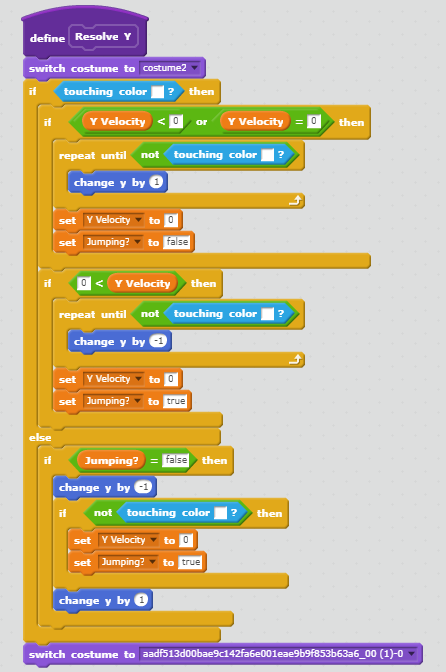 define Resolve Y
switch costume to costume2
if touching color ? then
if Y Velocity < 0 or Y Velocity = 0 then
repeat until not touching color ?
change y by 1
set Y Velocity to 0
set Jumping? to false
if 0 < Y Velocity then
repeat until not touching color ?
change y by -1
set Y Velocity to 0
set Jumping? to true
else
if Jumping? = false then
change y by -1
if not touching color ? then
set Y Velocity to 0
set Jumping? to true
change y by 1
switch costume to aadf513d00bae9c142fa6e001eae9b9f853b63a6_00 (1)-0